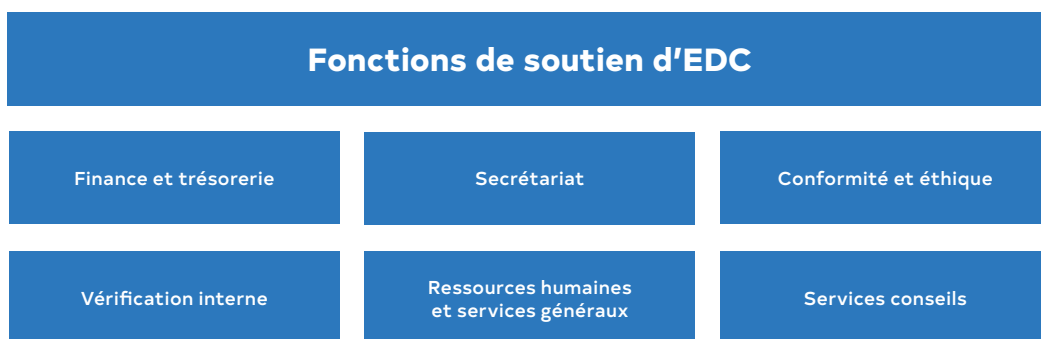 Fonctions de soutien d’EDC
Finance et trésorerie
Secrétariat
Conformité et éthique
Vérification interne
Ressources humaines
et services généraux
Services conseils